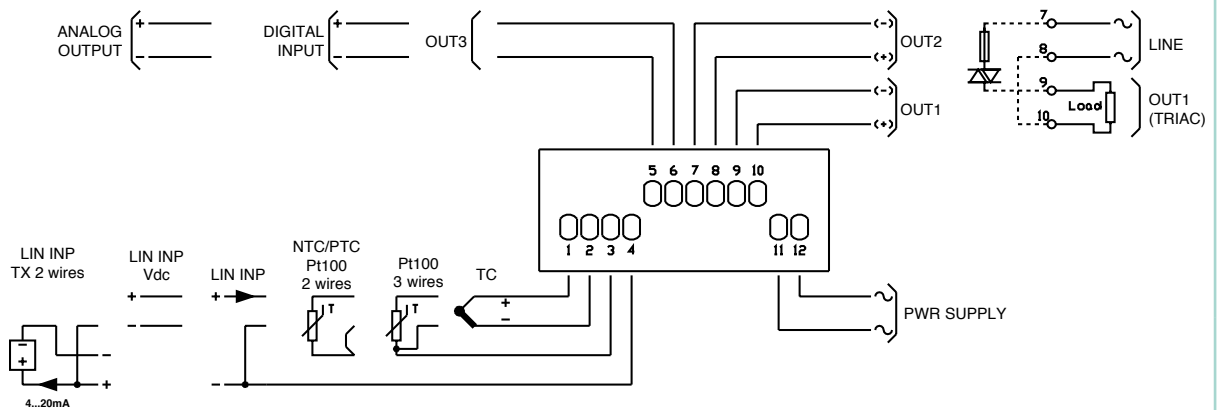 ANALOG
OUTPUT
+
–
DIGITAL
INPUT
+
–
OUT3
(-)
(+)
OUT2
(-)
(+)
OUT1
7
8
LINE
9
10
Load
OUT1
(TRIAC)
5 6 7 8 9 10
1 2 3 4
11 12
LIN INP
TX 2 wires
LIN INP
Vdc
LIN INP
NTC/PTC
Pt100
2 wires
Pt100
3 wires
TC
+
–
+
–
+
–
T
T
+
–
–
+
–
+
4...20mA
PWR SUPPLY